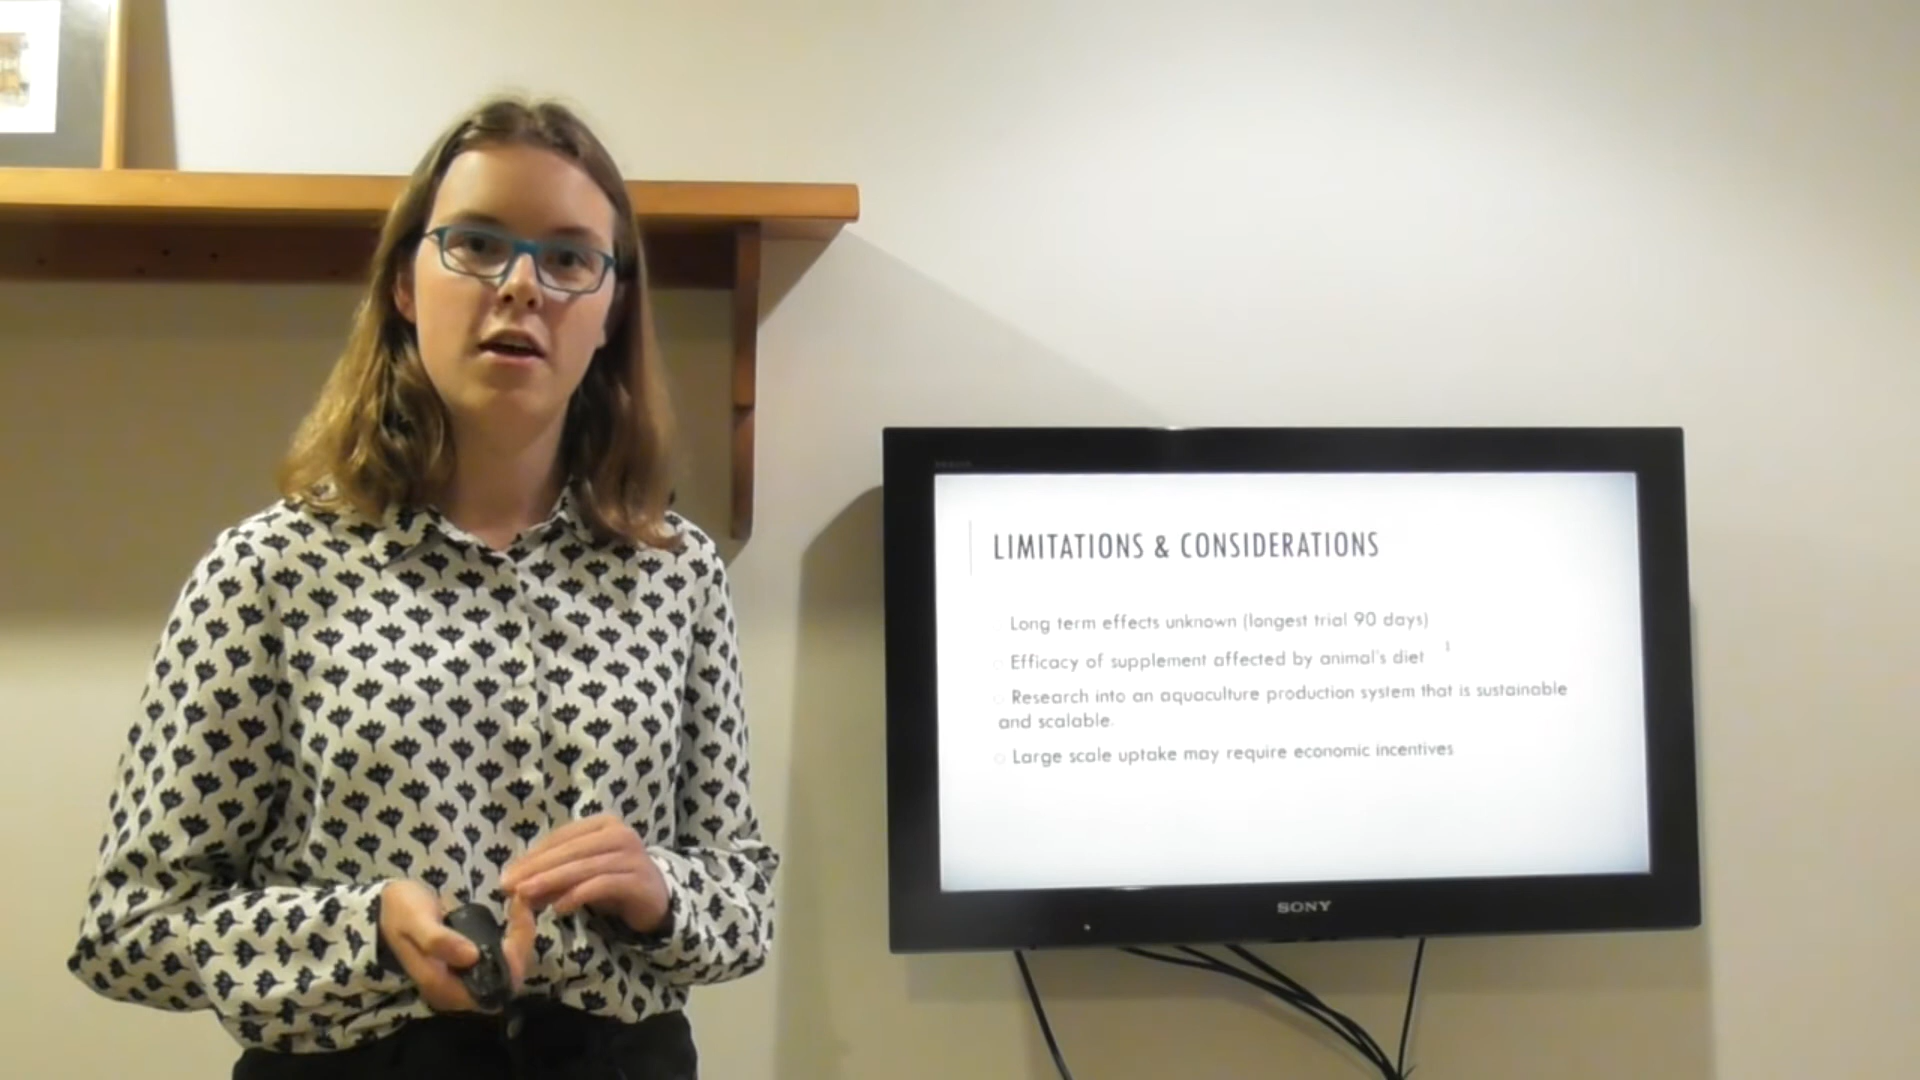 LIMITATIONS & CONSIDERATIONS
Long term effects unknown (longest trial 90 days)
Efficacy of supplement affected by animal's diet 1
Research into an aquaculture production system that is sustainable
and scalable.
Large scale uptake may require economic incentives
SONY